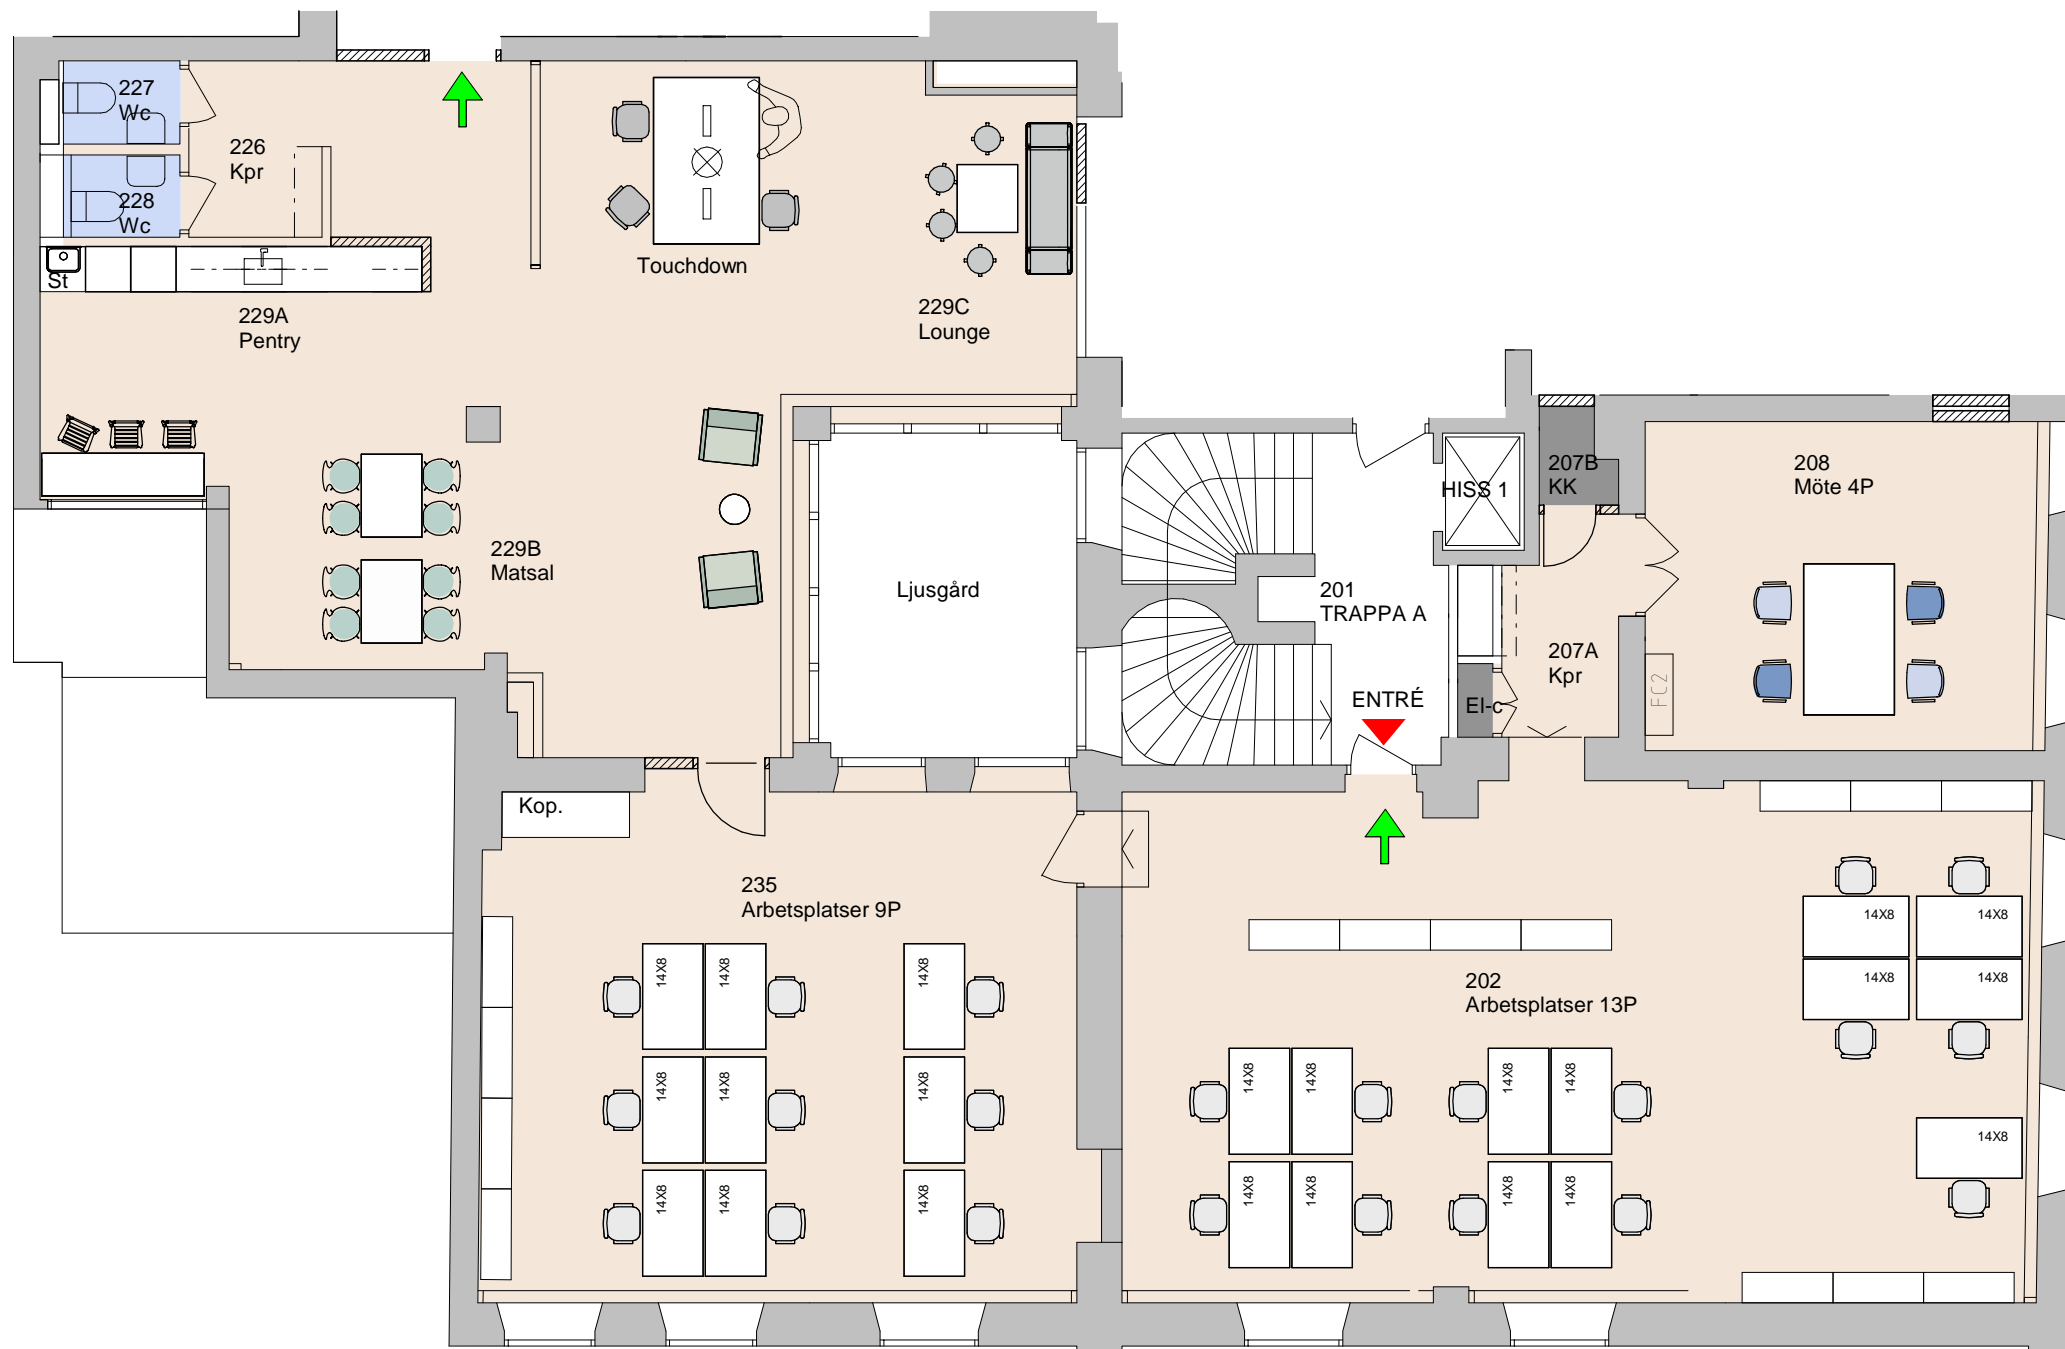 227
Wc
226
Kpr
228
Wc
St
229A
Pentry
Touchdown
229C
Lounge
229B
Matsal
Ljusgård
201
TRAPPA A
HISS 1
207B
KK
208
Möte 4P
207A
Kpr
ENTRÉ
El-c
FC2
Kop.
235
Arbetsplatser 9P
14X8
14X8
14X8
14X8
14X8
14X8
14X8
14X8
14X8
202
Arbetsplatser 13P
14X8
14X8
14X8
14X8
14X8
14X8
14X8
14X8
14X8
14X8
14X8
14X8
14X8